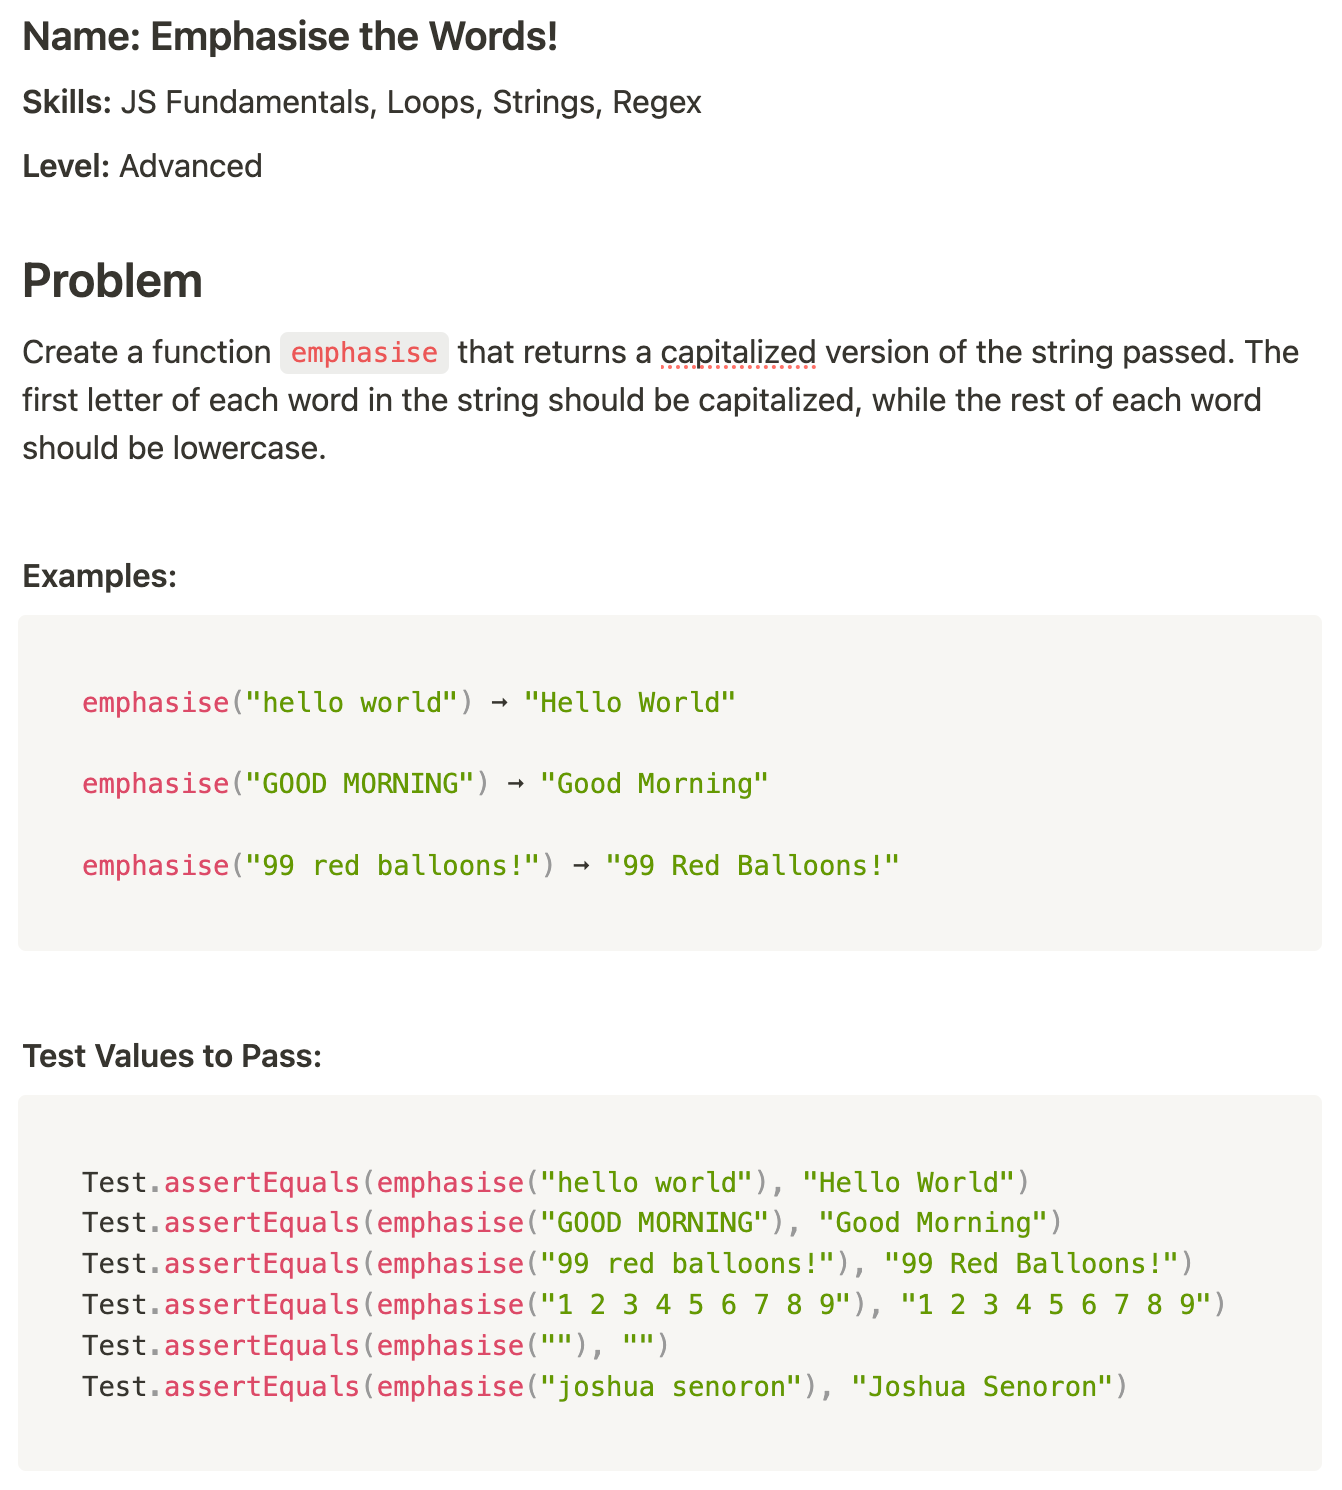 Name: Emphasise the Words!
Skills: JS Fundamentals, Loops, Strings, Regex
Level: Advanced
Problem
Create a function emphasise that returns a capitalized version of the string passed. The
first letter of each word in the string should be capitalized, while the rest of each word
should be lowercase.
Examples:
emphasise("hello world") → "Hello World"
emphasise("GOOD MORNING") → "Good Morning"
emphasise("99 red balloons!") → "99 Red Balloons!"
Test Values to Pass:
Test.assertEquals(emphasise("hello world"), "Hello World")
Test.assertEquals(emphasise("GOOD MORNING"), "Good Morning")
Test.assertEquals(emphasise("99 red balloons!"), "99 Red Balloons!")
Test.assertEquals(emphasise("1 2 3 4 5 6 7 8 9"), "1 2 3 4 5 6 7 8 9")
Test.assertEquals(emphasise(""), "")
Test.assertEquals(emphasise("joshua senoron"), "Joshua Senoron")